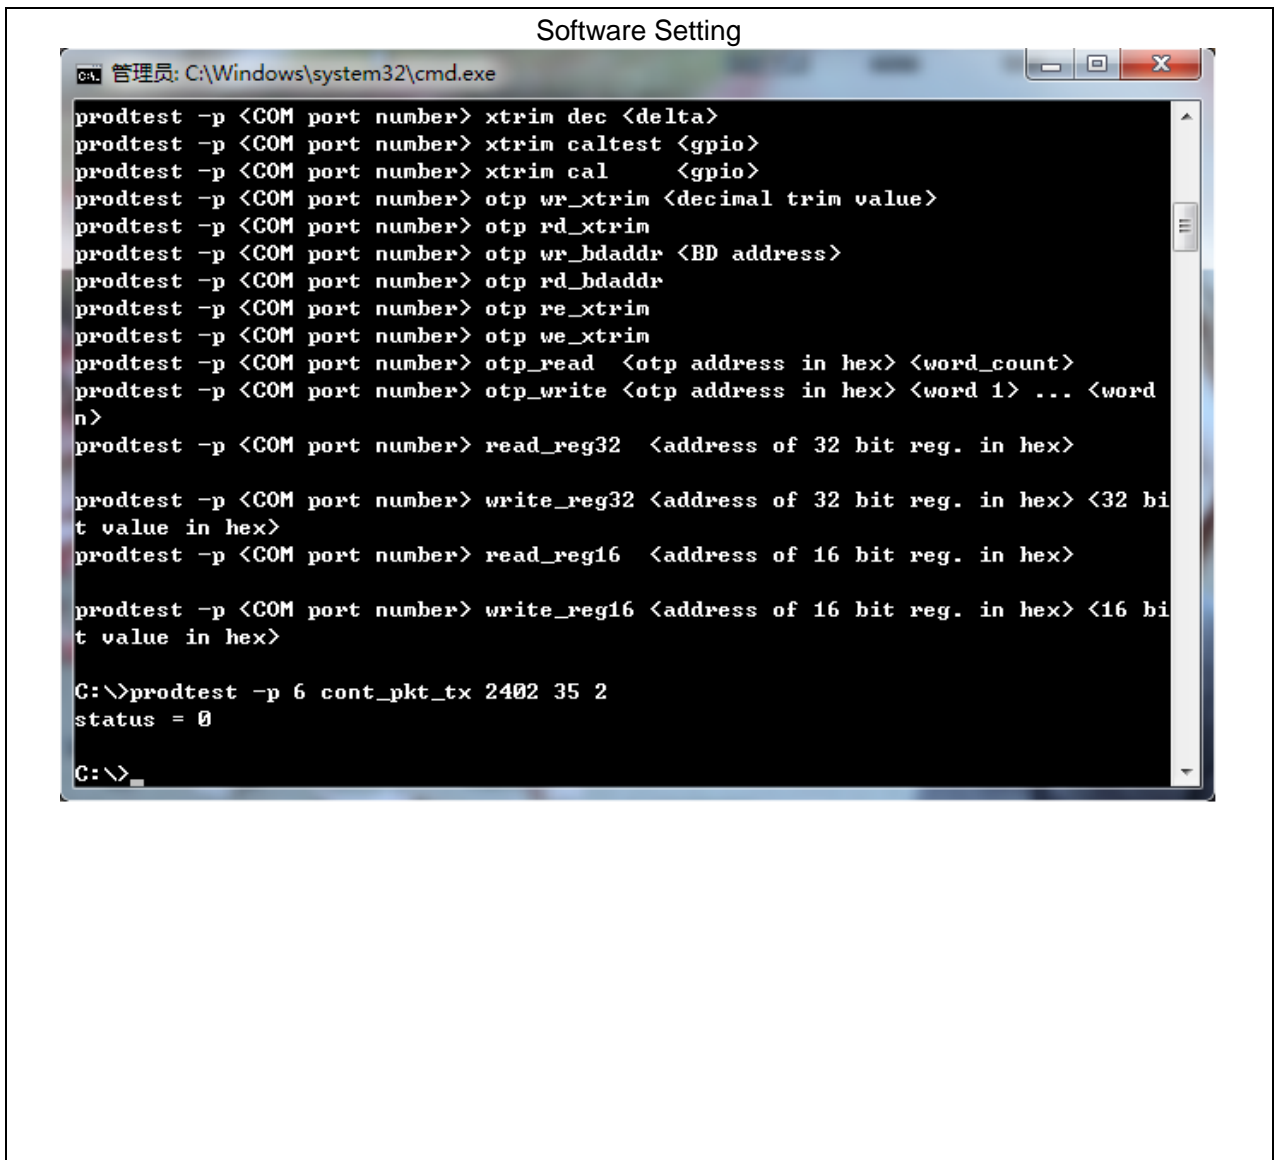 Software Setting
管理员: C:\Windows\system32\cmd.exe
prodtest -p <COM port number> xtrim dec <delta>
prodtest -p <COM port number> xtrim caltest <gpio>
prodtest -p <COM port number> xtrim cal     <gpio>
prodtest -p <COM port number> otp wr_xtrim <decimal trim value>
prodtest -p <COM port number> otp rd_xtrim
prodtest -p <COM port number> otp wr_bdaddr <BD address>
prodtest -p <COM port number> otp rd_bdaddr
prodtest -p <COM port number> otp re_xtrim
prodtest -p <COM port number> otp we_xtrim
prodtest -p <COM port number> otp_read  <otp address in hex> <word_count>
prodtest -p <COM port number> otp_write <otp address in hex> <word 1> ... <word
n>
prodtest -p <COM port number> read_reg32  <address of 32 bit reg. in hex>
prodtest -p <COM port number> write_reg32 <address of 32 bit reg. in hex> <32 bi
t value in hex>
prodtest -p <COM port number> read_reg16  <address of 16 bit reg. in hex>
prodtest -p <COM port number> write_reg16 <address of 16 bit reg. in hex> <16 bi
t value in hex>
C:\>prodtest -p 6 cont_pkt_tx 2402 35 2
status = 0
C:\>_